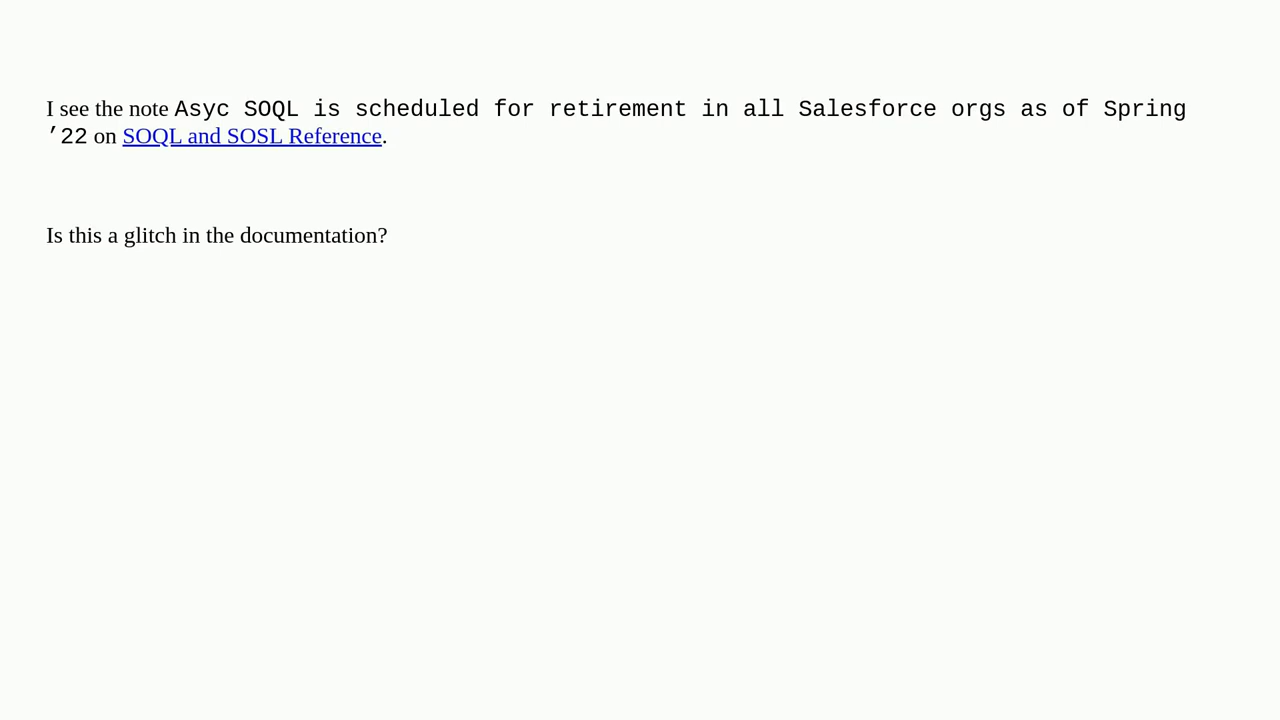 I see the note Asyc SOQL is scheduled for retirement in all Salesforce orgs as of Spring
’22 on SOQL and SOSL Reference.
Is this a glitch in the documentation?